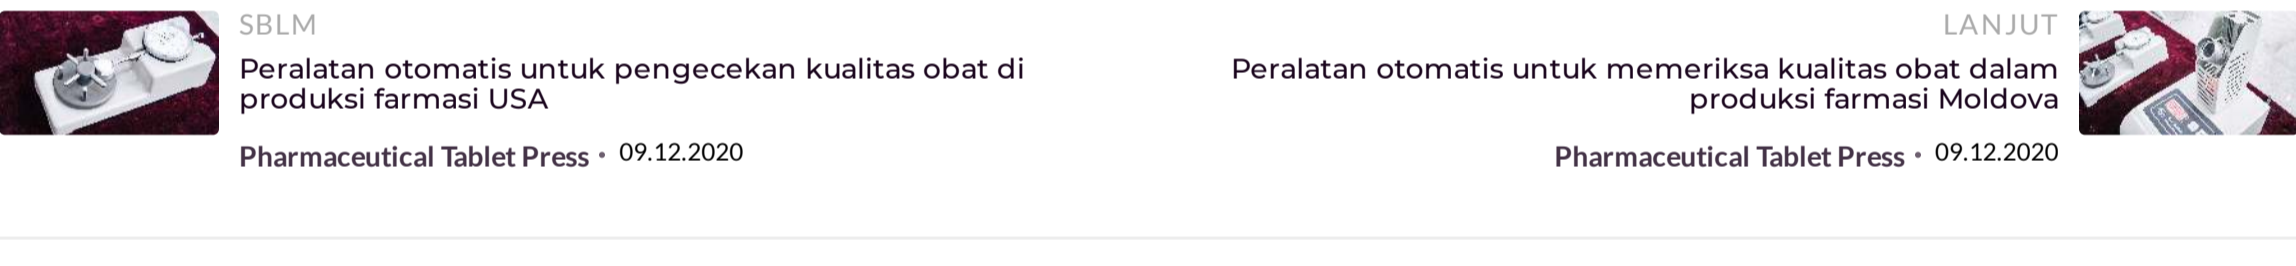 SBLM
Peralatan otomatis untuk pengecekan kualitas obat di
produksi farmasi USA
Pharmaceutical Tablet Press • 09.12.2020
LANJUT
Peralatan otomatis untuk memeriksa kualitas obat dalam
produksi farmasi Moldova
Pharmaceutical Tablet Press • 09.12.2020